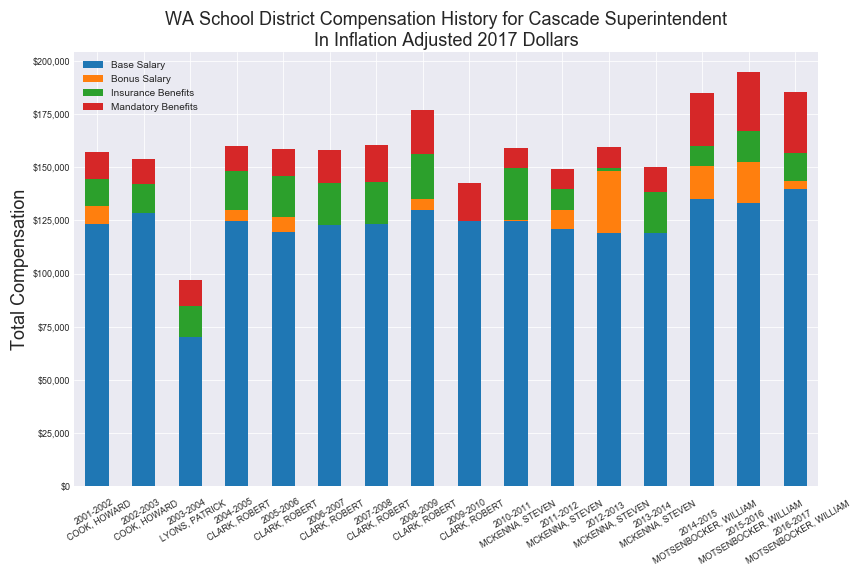 WA School District Compensation History for Cascade Superintendent
In Inflation Adjusted 2017 Dollars
Base Salary
Bonus Salary
Insurance Benefits
Mandatory Benefits
Total Compensation
$200,000
$175,000
$150,000
$125,000
$100,000
$75,000
$50,000
$25,000
$0
2001-2002
COOK, HOWARD
2002-2003
COOK, HOWARD
2003-2004
LYONS, PATRICK
2004-2005
CLARK, ROBERT
2005-2006
CLARK, ROBERT
2006-2007
CLARK, ROBERT
2007-2008
CLARK, ROBERT
2008-2009
CLARK, ROBERT
2009-2010
CLARK, ROBERT
2010-2011
MCKENNA, STEVEN
2011-2012
MCKENNA, STEVEN
2012-2013
MCKENNA, STEVEN
2013-2014
MCKENNA, STEVEN
2014-2015
MOTSENBOCKER, WILLIAM
2015-2016
MOTSENBOCKER, WILLIAM
2016-2017
MOTSENBOCKER, WILLIAM